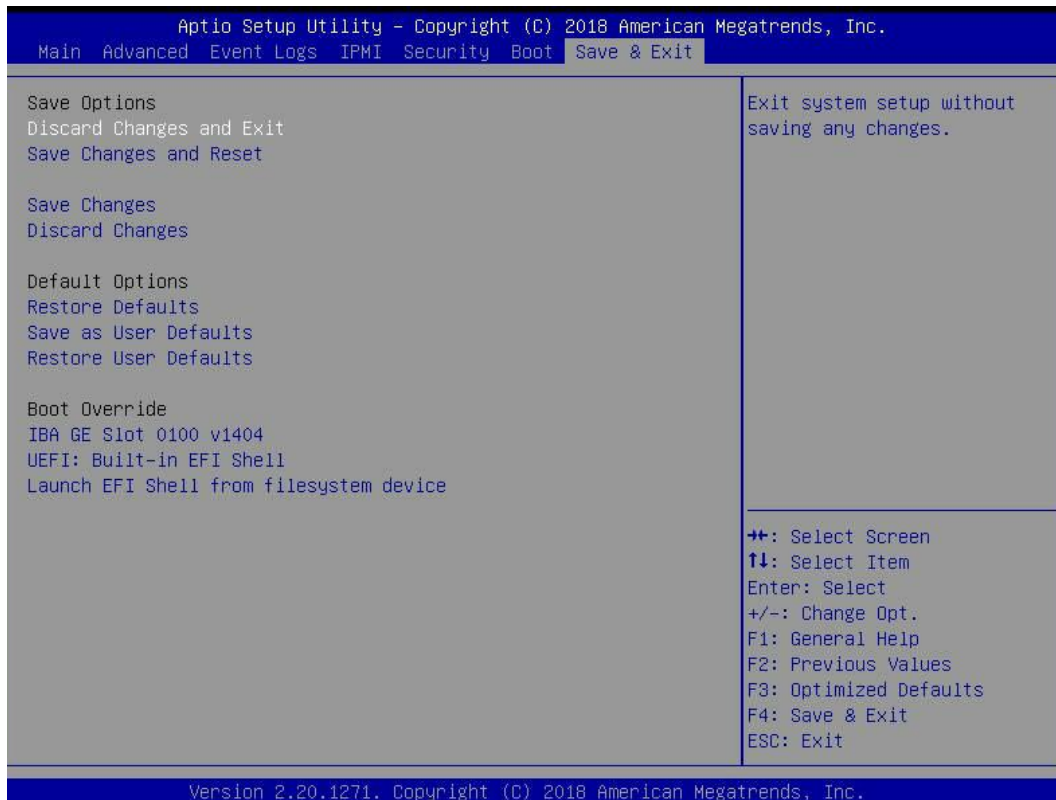 Aptio Setup Utility – Copyright (C) 2018 American Megatrends, Inc.
Main Advanced Event Logs IPMI Security Boot Save & Exit
Save Options
Discard Changes and Exit
Save Changes and Reset
Save Changes
Discard Changes
Default Options
Restore Defaults
Save as User Defaults
Restore User Defaults
Boot Override
IBA GE Slot 0100 v1404
UEFI: Built-in EFI Shell
Launch EFI Shell from filesystem device
Exit system setup without
saving any changes.
→←: Select Screen
↑↓: Select Item
Enter: Select
+/-: Change Opt.
F1: General Help
F2: Previous Values
F3: Optimized Defaults
F4: Save & Exit
ESC: Exit
Version 2.20.1271. Copyright (C) 2018 American Megatrends, Inc.